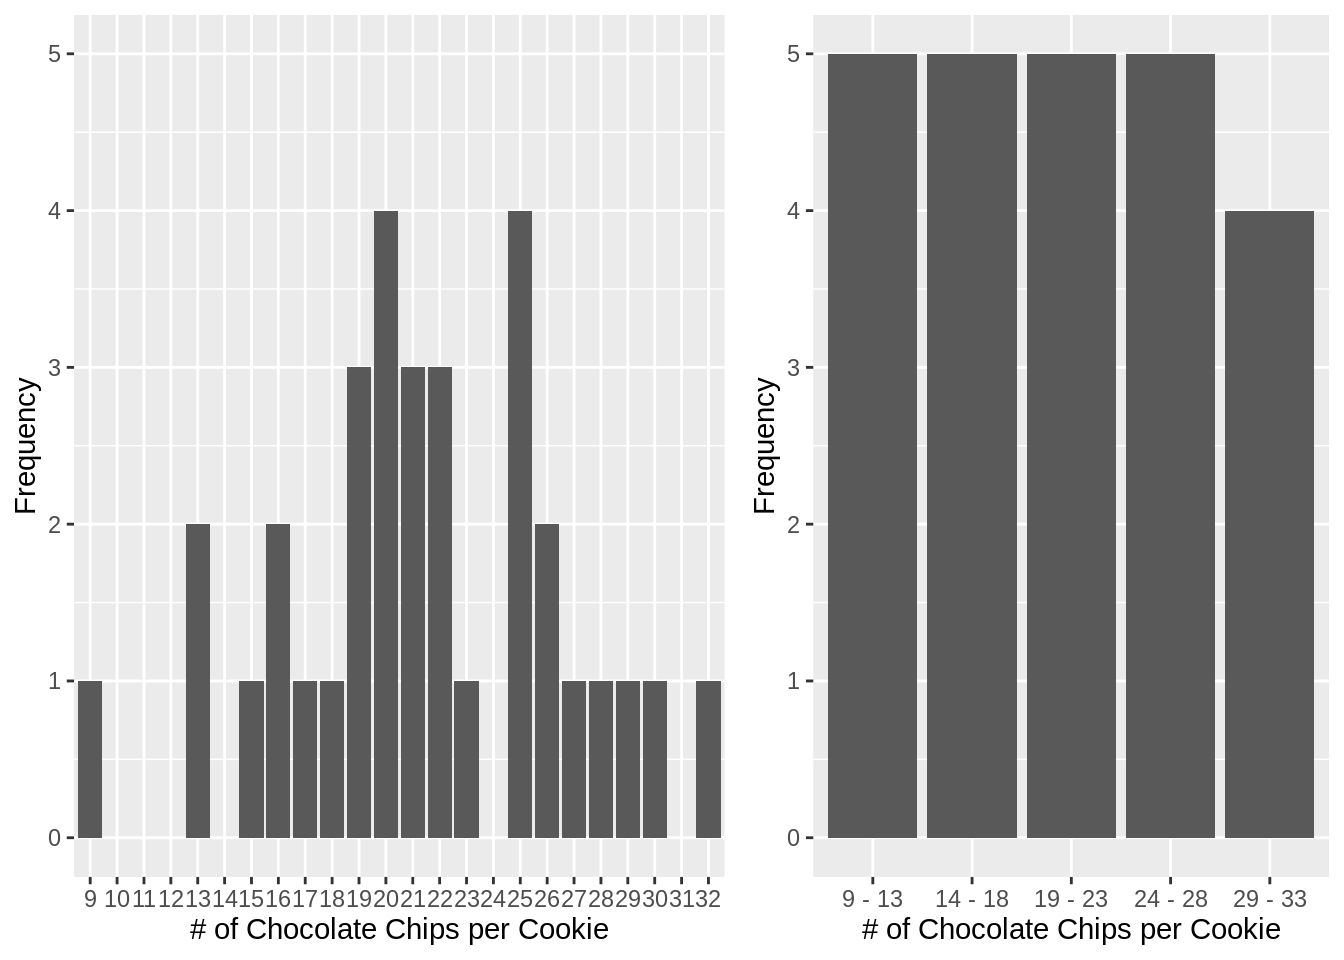 5
4
3
2
1
0
Frequency
9 10 11 12 13 14 15 16 17 18 19 20 21 22 23 24 25 26 27 28 29 30 31 32
# of Chocolate Chips per Cookie
5
4
3
2
1
0
Frequency
9 - 13 14 - 18 19 - 23 24 - 28 29 - 33
# of Chocolate Chips per Cookie